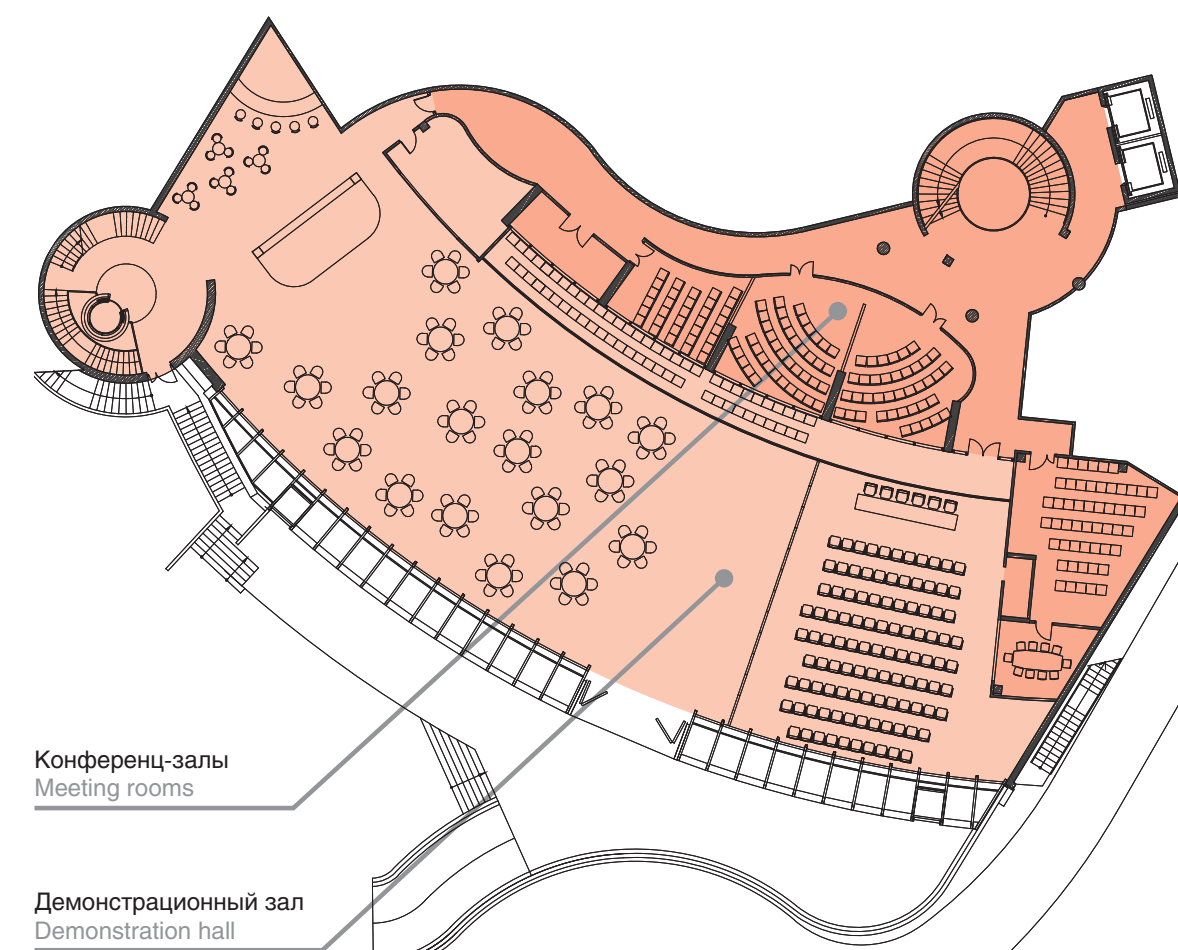 Конференц-залы
Meeting rooms
Демонстрационный зал
Demonstration hall